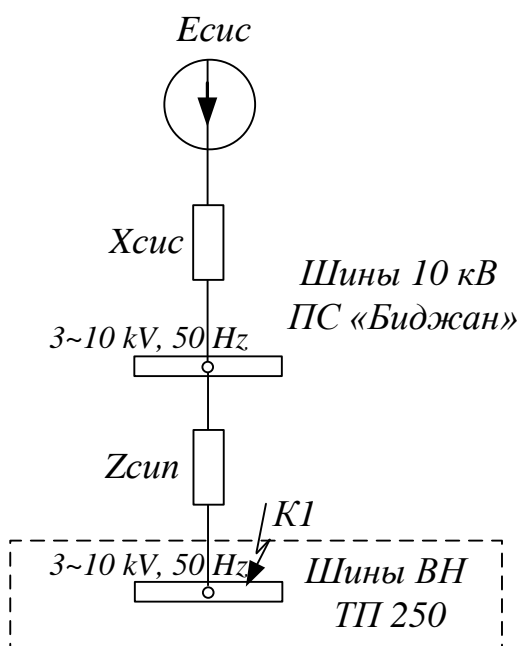 Eсис
Xсис
Шины 10 кВ
ПС «Биджан»
3~10 kV, 50 Hz
Zсип
К1
3~10 kV, 50 Hz
Шины ВН
ТП 250